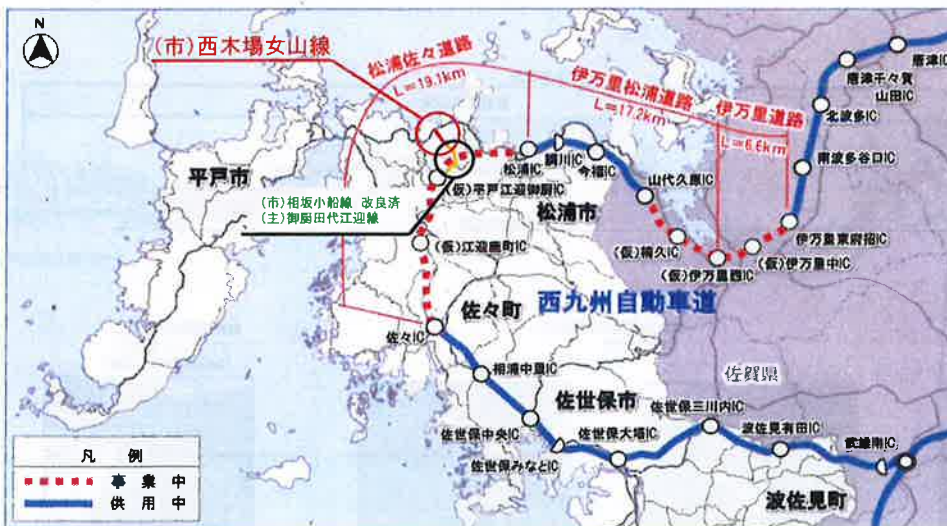 N
(市)西木場女山線
松浦佐々道路
L=19.1km
伊万里松浦道路
L=17.2km
伊万里道路
L=6.6km
唐津IC
唐津千々賀
山田IC
北波多IC
南波多谷口IC
伊万里東府招IC
(仮)伊万里中IC
(仮)伊万里西IC
(仮)楠久IC
山代久原IC
今福IC
調川IC
松浦IC
(仮)平戸江迎御厨IC
平戸市
松浦市
(市)相坂小船線 改良済
(主)御厨田代江迎線
(仮)江迎鹿町IC
西九州自動車道
佐々町
佐々IC
相浦中里IC
佐賀県
佐世保市
佐世保三川内IC
佐世保中央IC
佐世保大塔IC
波佐見有田IC
武雄南IC
佐世保みなとIC
波佐見町
凡例
事業中
供用中